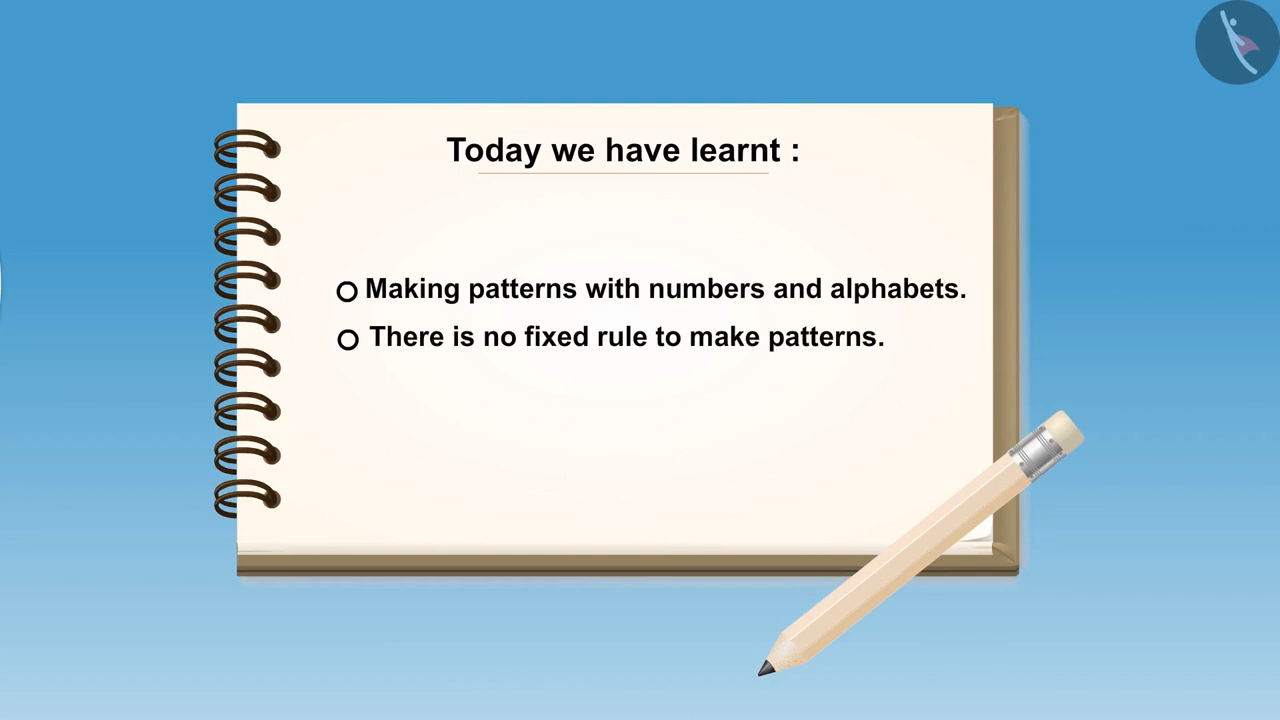 Today we have learnt :
Making patterns with numbers and alphabets.
There is no fixed rule to make patterns.